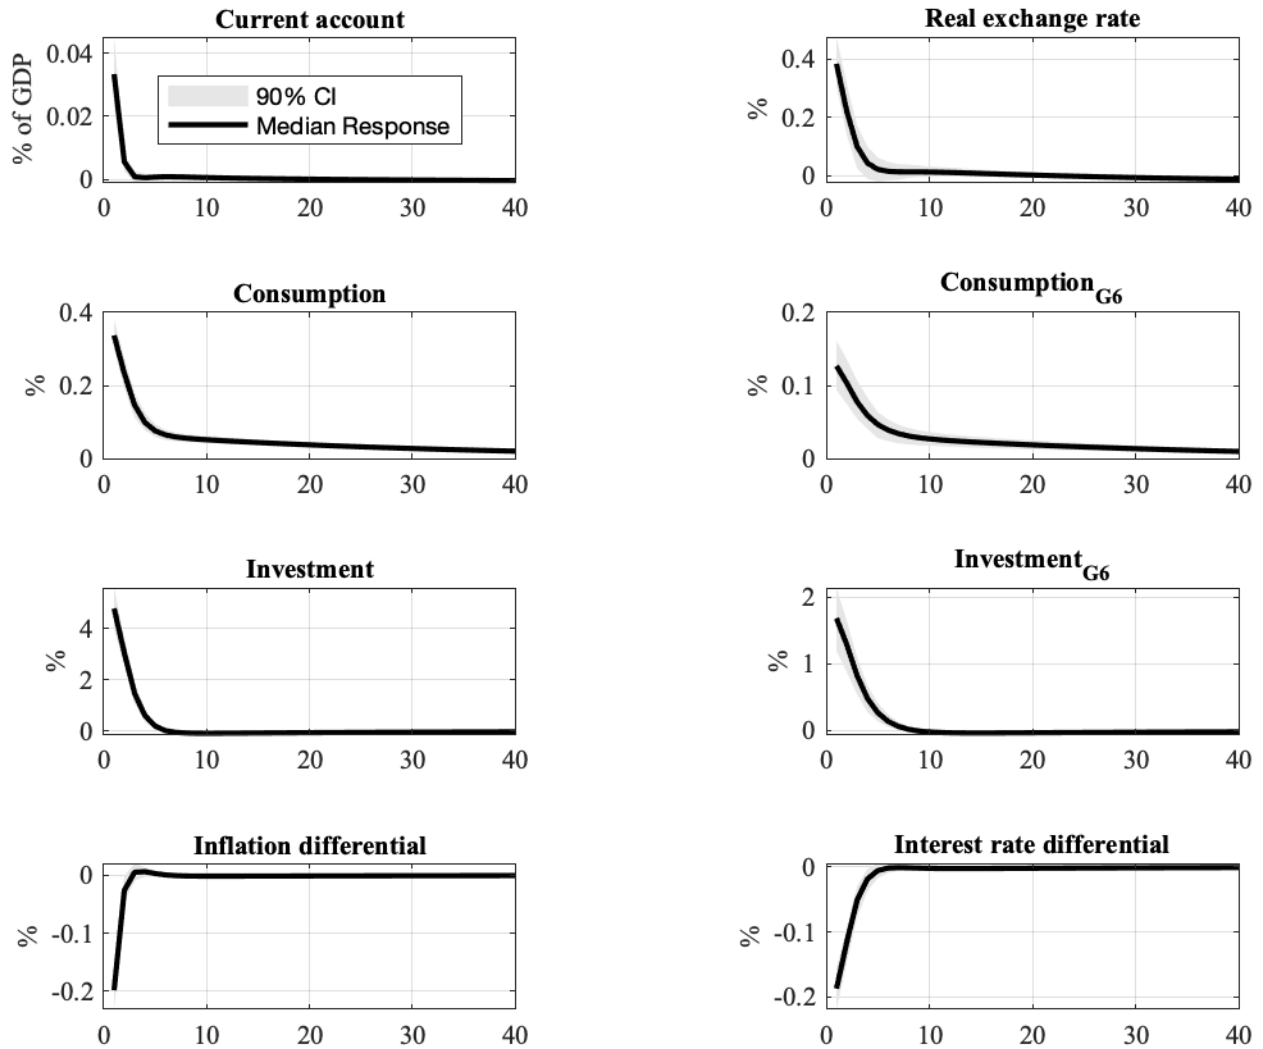 Current account
% of GDP
0.04
0.02
0
90% CI
Median Response
0 10 20 30 40
Real exchange rate
%
0.4
0.2
0
0 10 20 30 40
Consumption
%
0.4
0.2
0
0 10 20 30 40
Consumption G6
%
0.2
0.1
0
0 10 20 30 40
Investment
%
4
2
0
0 10 20 30 40
Investment G6
%
2
1
0
0 10 20 30 40
Inflation differential
%
0
-0.1
-0.2
0 10 20 30 40
Interest rate differential
%
0
-0.1
-0.2
0 10 20 30 40